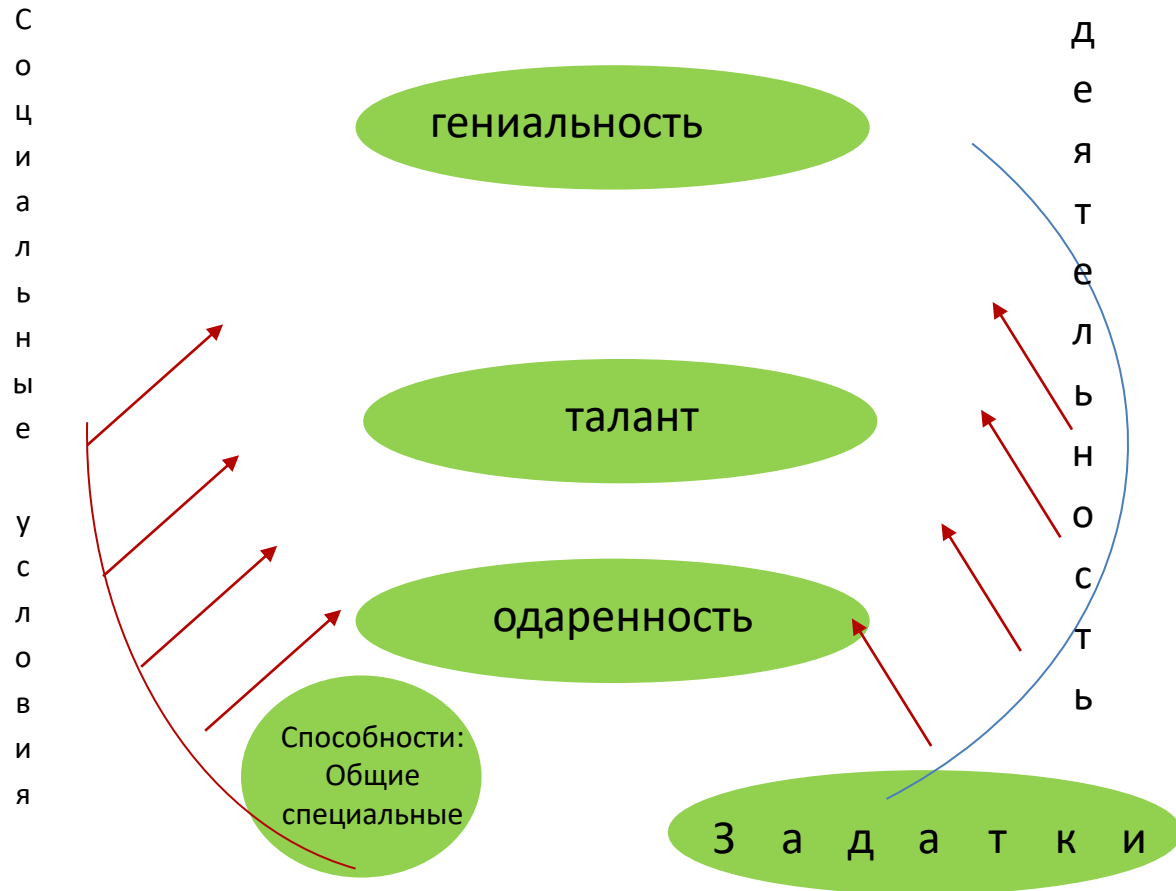 Социальные условия
деятельность
гениальность
талант
одаренность
Способности:
Общие
специальные
Задатки